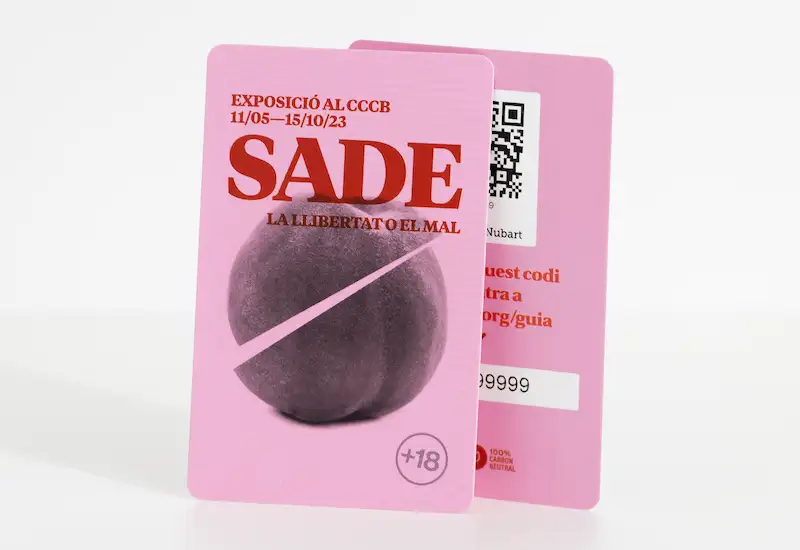 EXPOSICIÓ AL CCCB
11/05—15/10/23
SADE
LA LLIBERTAT O EL MAL
+18
9
Nubart
uest codi
tra a
org/guia
99999
100%
CARBON
NEUTRAL